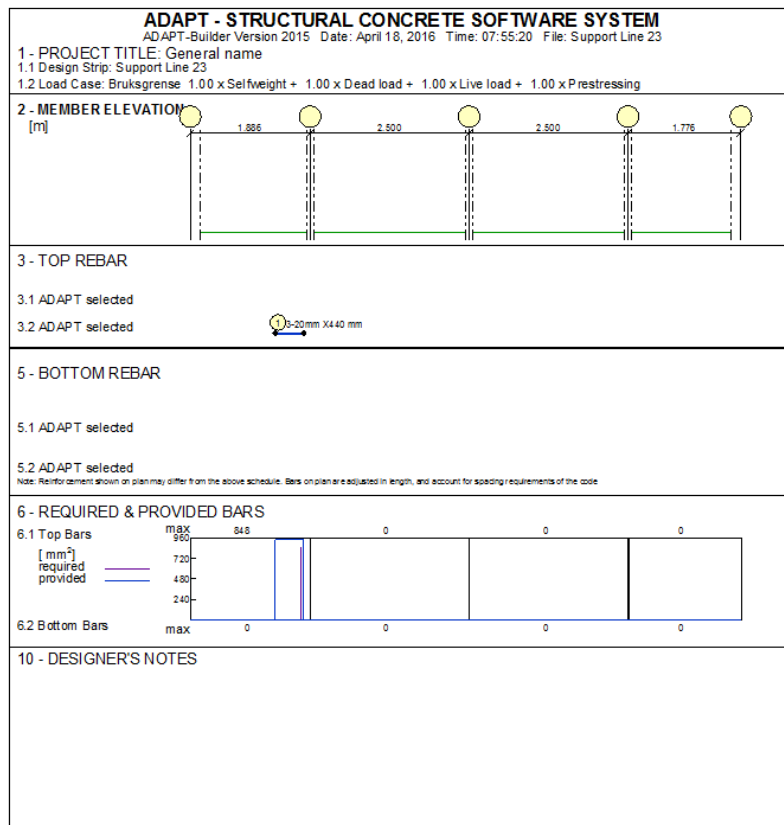 ADAPT - STRUCTURAL CONCRETE SOFTWARE SYSTEM
ADAPT-Builder Version 2015 Date: April 18, 2016 Time: 07:55:20 File: Support Line 23
1 - PROJECT TITLE: General name
1.1 Design Strip: Support Line 23
1.2 Load Case: Bruksgrense 1.00 x Selfweight + 1.00 x Dead load + 1.00 x Live load + 1.00 x Prestressing
2 - MEMBER ELEVATION
[m]
1.886 2.500 2.500 1.776
3 - TOP REBAR
3.1 ADAPT selected
3.2 ADAPT selected
1 3-20mm X440 mm
5 - BOTTOM REBAR
5.1 ADAPT selected
5.2 ADAPT selected
Note: Reinforcement shown on plan may differ from the above schedule. Bars on plan are adjusted in length, and account for spacing requirements of the code
6 - REQUIRED & PROVIDED BARS
6.1 Top Bars
max 848 0 0 0
960
[ mm²]
required
provided
720
480
240
6.2 Bottom Bars
max 0 0 0 0
10 - DESIGNER'S NOTES